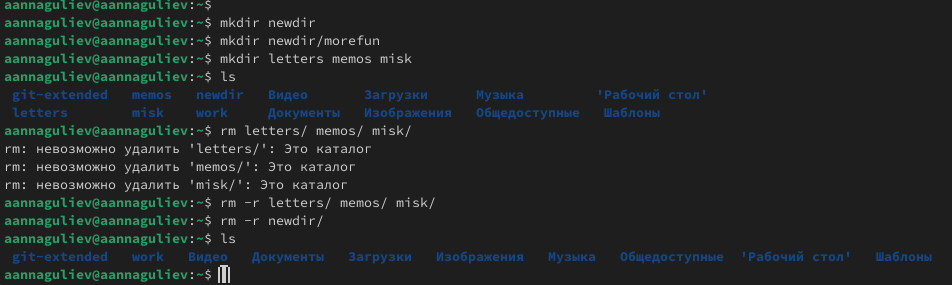 aannaguliev@aannaguliev:~$
aannaguliev@aannaguliev:~$ mkdir newdir
aannaguliev@aannaguliev:~$ mkdir newdir/morefun
aannaguliev@aannaguliev:~$ mkdir letters memos misk
aannaguliev@aannaguliev:~$ ls
git-extended memos newdir Видео Загрузки Музыка 'Рабочий стол'
letters misk work Документы Изображения Общедоступные Шаблоны
aannaguliev@aannaguliev:~$ rm letters/ memos/ misk/
rm: невозможно удалить 'letters/': Это каталог
rm: невозможно удалить 'memos/': Это каталог
rm: невозможно удалить 'misk/': Это каталог
aannaguliev@aannaguliev:~$ rm -r letters/ memos/ misk/
aannaguliev@aannaguliev:~$ rm -r newdir/
aannaguliev@aannaguliev:~$ ls
git-extended work Видео Документы Загрузки Изображения Музыка Общедоступные 'Рабочий стол' Шаблоны
aannaguliev@aannaguliev:~$